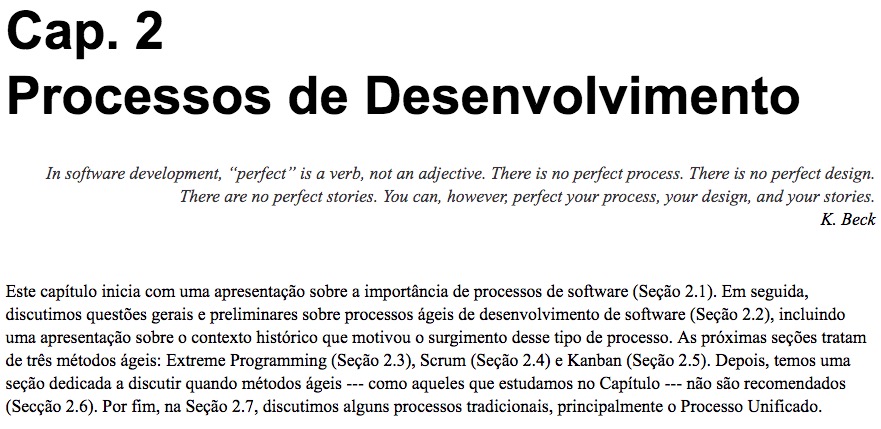 Cap. 2
Processos de Desenvolvimento
In software development, “perfect” is a verb, not an adjective. There is no perfect process. There is no perfect design.
There are no perfect stories. You can, however, perfect your process, your design, and your stories.
K. Beck
Este capítulo inicia com uma apresentação sobre a importância de processos de software (Seção 2.1). Em seguida,
discutimos questões gerais e preliminares sobre processos ágeis de desenvolvimento de software (Seção 2.2), incluindo
uma apresentação sobre o contexto histórico que motivou o surgimento desse tipo de processo. As próximas seções tratam
de três métodos ágeis: Extreme Programming (Seção 2.3), Scrum (Seção 2.4) e Kanban (Seção 2.5). Depois, temos uma
seção dedicada a discutir quando métodos ágeis --- como aqueles que estudamos no Capítulo --- não são recomendados
(Secção 2.6). Por fim, na Seção 2.7, discutimos alguns processos tradicionais, principalmente o Processo Unificado.